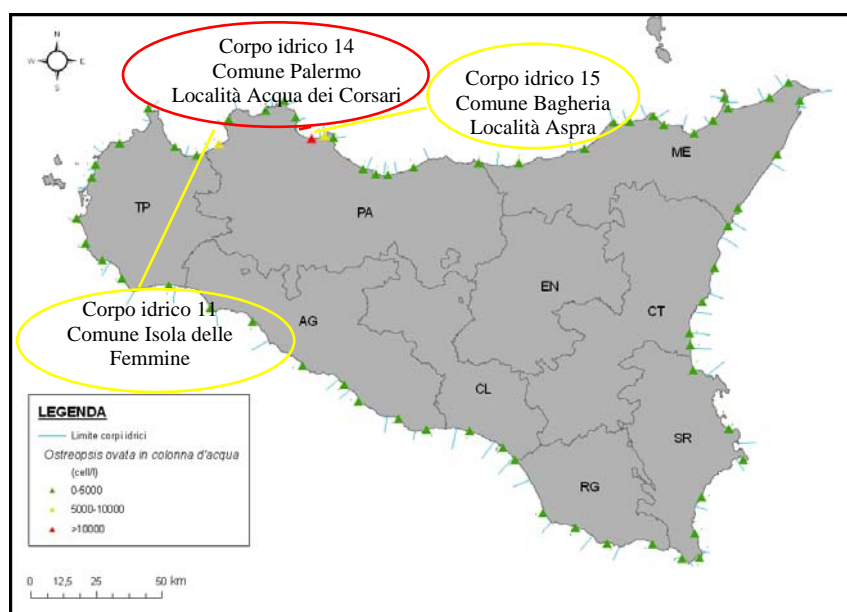 N
W
E
S
Corpo idrico 14
Comune Palermo
Località Acqua dei Corsari
Corpo idrico 15
Comune Bagheria
Località Aspra
ME
TP
PA
EN
CT
AG
CL
SR
RG
Corpo idrico 11
Comune Isola delle
Femmine
LEGENDA
Limite corpi idrici
Ostreopsis ovata in colonna d'acqua
(cell/l)
0-5000
5000-10000
>10000
0 12,5 25 50 km